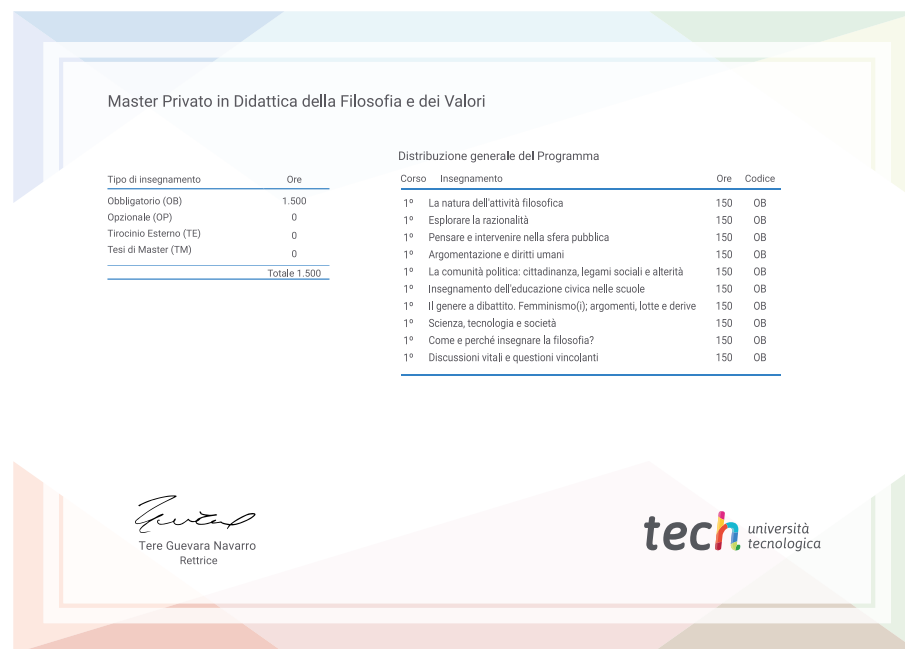 Master Privato in Didattica della Filosofia e dei Valori
Tipo di insegnamento Ore
Obbligatorio (OB) 1.500
Opzionale (OP) 0
Tirocinio Esterno (TE) 0
Tesi di Master (TM) 0
Totale 1.500
Distribuzione generale del Programma
Corso Insegnamento Ore Codice
1º La natura dell'attività filosofica 150 OB
1º Esplorare la razionalità 150 OB
1º Pensare e intervenire nella sfera pubblica 150 OB
1º Argomentazione e diritti umani 150 OB
1º La comunità politica: cittadinanza, legami sociali e alterità 150 OB
1º Insegnamento dell'educazione civica nelle scuole 150 OB
1º Il genere a dibattito. Femminismo(i); argomenti, lotte e derive 150 OB
1º Scienza, tecnologia e società 150 OB
1º Come e perché insegnare la filosofia? 150 OB
1º Discussioni vitali e questioni vincolanti 150 OB
Tere Guevara Navarro
Rettrice
tech università
tecnologica